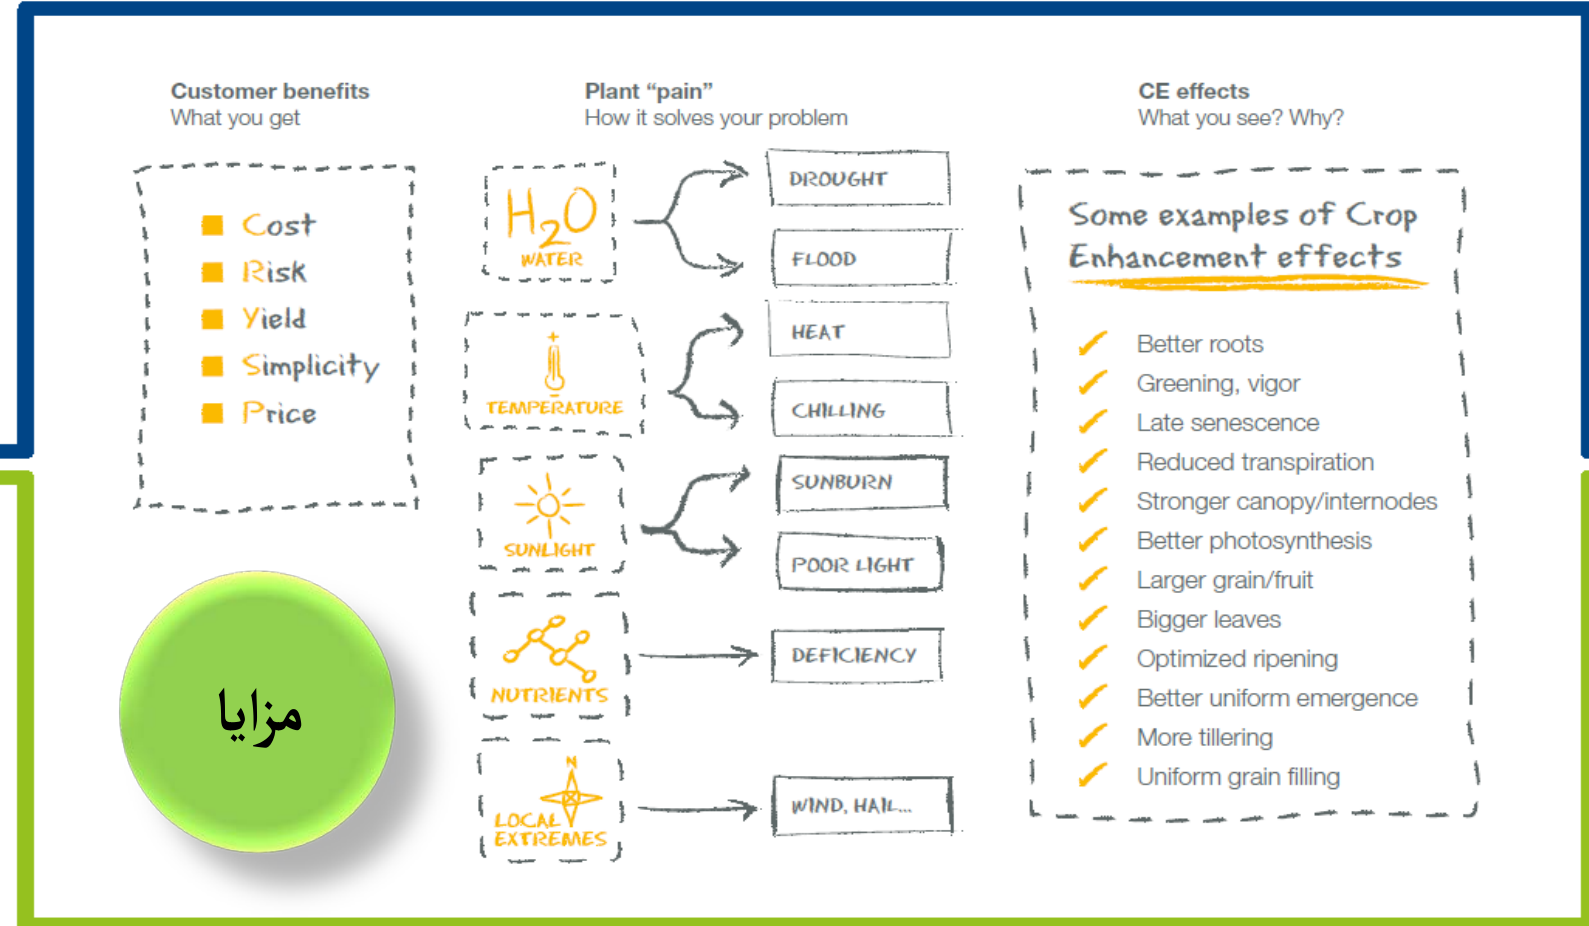 Customer benefits
What you get
Cost
Risk
Yield
Simplicity
Price
مزایا
Plant “pain”
How it solves your problem
H₂O
WATER
DROUGHT
FLOOD
TEMPERATURE
HEAT
CHILLING
SUNLIGHT
SUNBURN
POOR LIGHT
NUTRIENTS
DEFICIENCY
N
LOCAL
EXTREMES
WIND, HAIL...
CE effects
What you see? Why?
Some examples of Crop
Enhancement effects
Better roots
Greening, vigor
Late senescence
Reduced transpiration
Stronger canopy/internodes
Better photosynthesis
Larger grain/fruit
Bigger leaves
Optimized ripening
Better uniform emergence
More tillering
Uniform grain filling